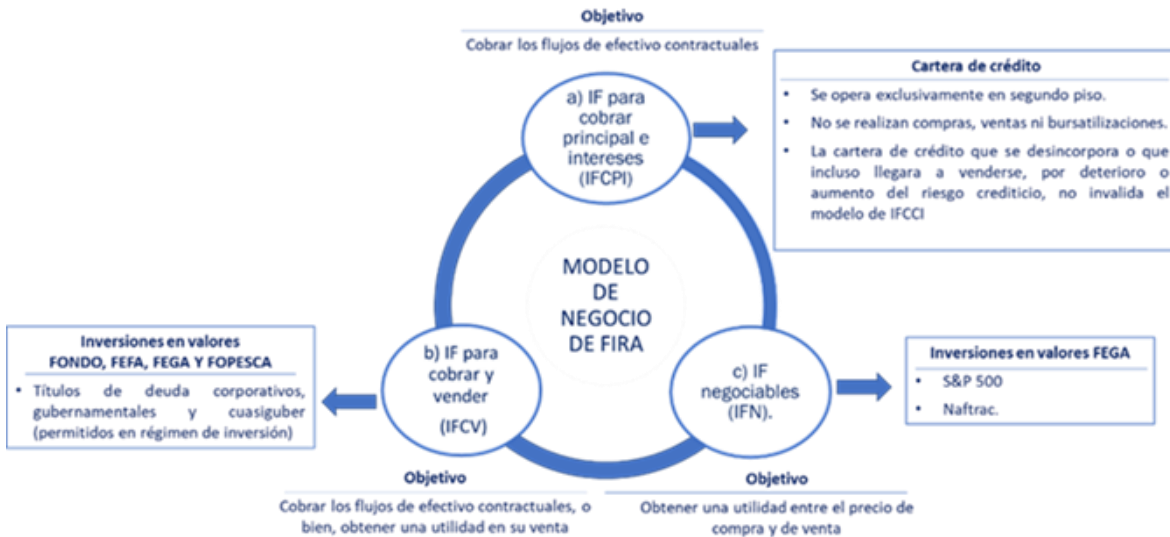 Objetivo
Cobrar los flujos de efectivo contractuales
a) IF para
cobrar
principal e
intereses
(IFCPI)
Cartera de crédito
• Se opera exclusivamente en segundo piso.
• No se realizan compras, ventas ni bursatilizaciones.
• La cartera de crédito que se desincorpora o que
incluso llegara a venderse, por deterioro o
aumento del riesgo crediticio, no invalida el
modelo de IFCCI
MODELO
DE
NEGOCIO
DE FIRA
Inversiones en valores
FONDO, FEFA, FEGA Y FOPESCA
• Títulos de deuda corporativos,
gubernamentales y cuasiguber
(permitidos en régimen de inversión)
b) IF para
cobrar y
vender
(IFCV)
c) IF
negociables
(IFN).
Inversiones en valores FEGA
• S&P 500
• Naftrac.
Objetivo
Cobrar los flujos de efectivo contractuales, o
bien, obtener una utilidad en su venta
Objetivo
Obtener una utilidad entre el precio de
compra y de venta